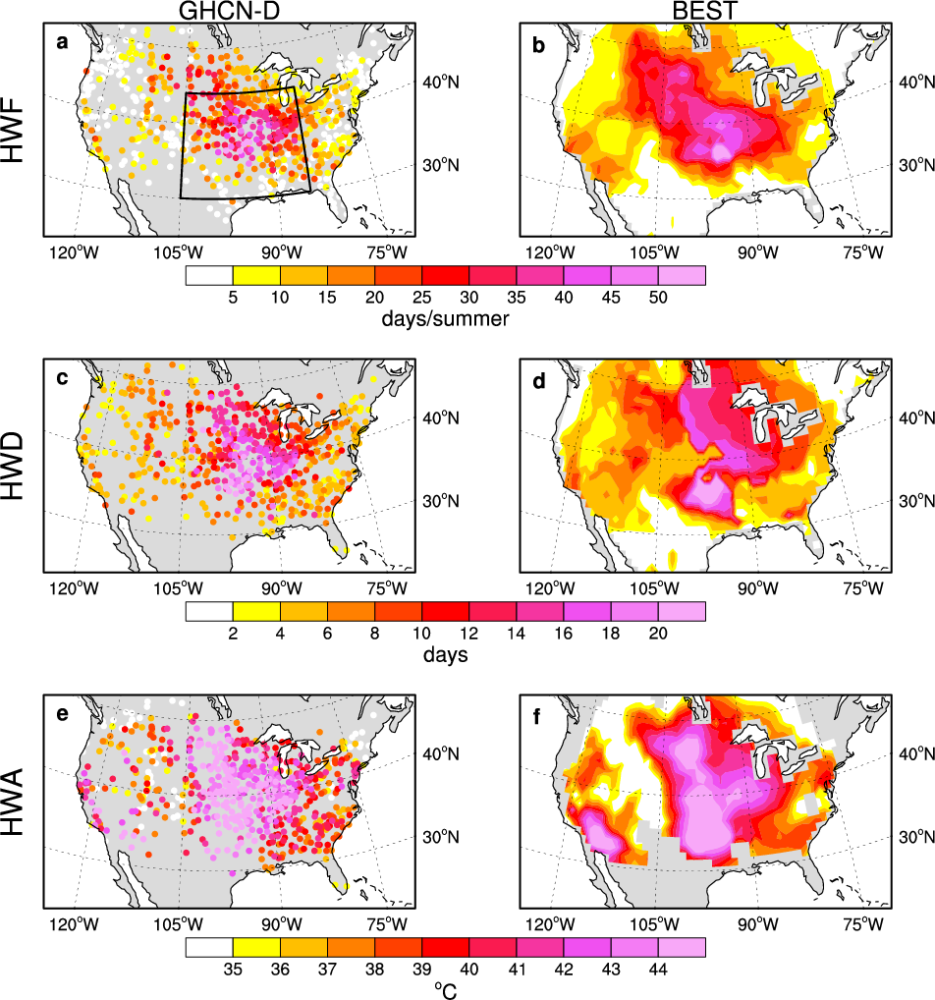 GHCN-D BEST
HWF
a b
40°N 40°N
30°N 30°N
120°W 105°W 90°W 75°W 120°W 105°W 90°W 75°W
5 10 15 20 25 30 35 40 45 50
days/summer
HWD
c d
40°N 40°N
30°N 30°N
120°W 105°W 90°W 75°W 120°W 105°W 90°W 75°W
2 4 6 8 10 12 14 16 18 20
days
HWA
e f
40°N 40°N
30°N 30°N
120°W 105°W 90°W 75°W 120°W 105°W 90°W 75°W
35 36 37 38 39 40 41 42 43 44
°C